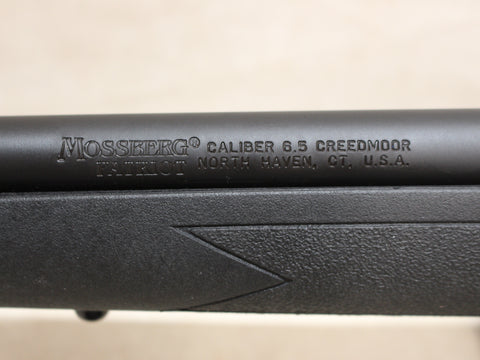 MOSSBERG® CALIBER 6.5 CREEDMOOR
PATRIOT NORTH HAVEN, CT, U.S.A.